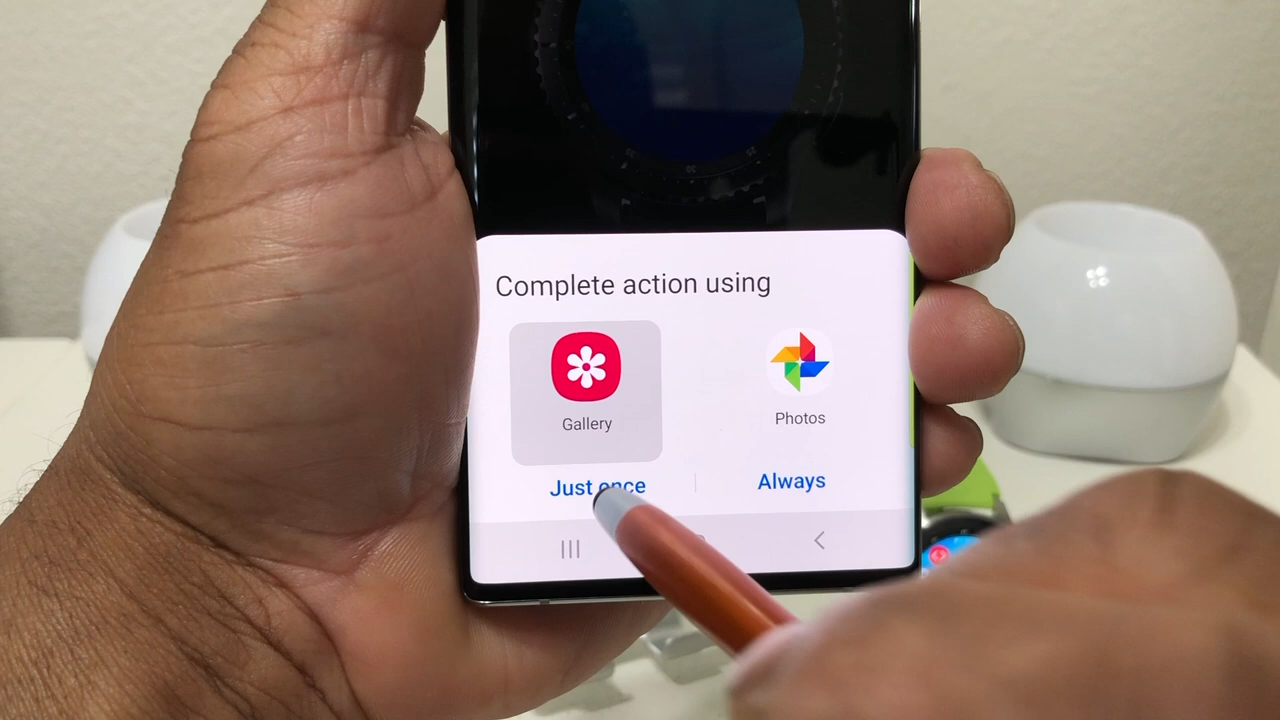 Complete action using
Gallery
Photos
Just once
Always